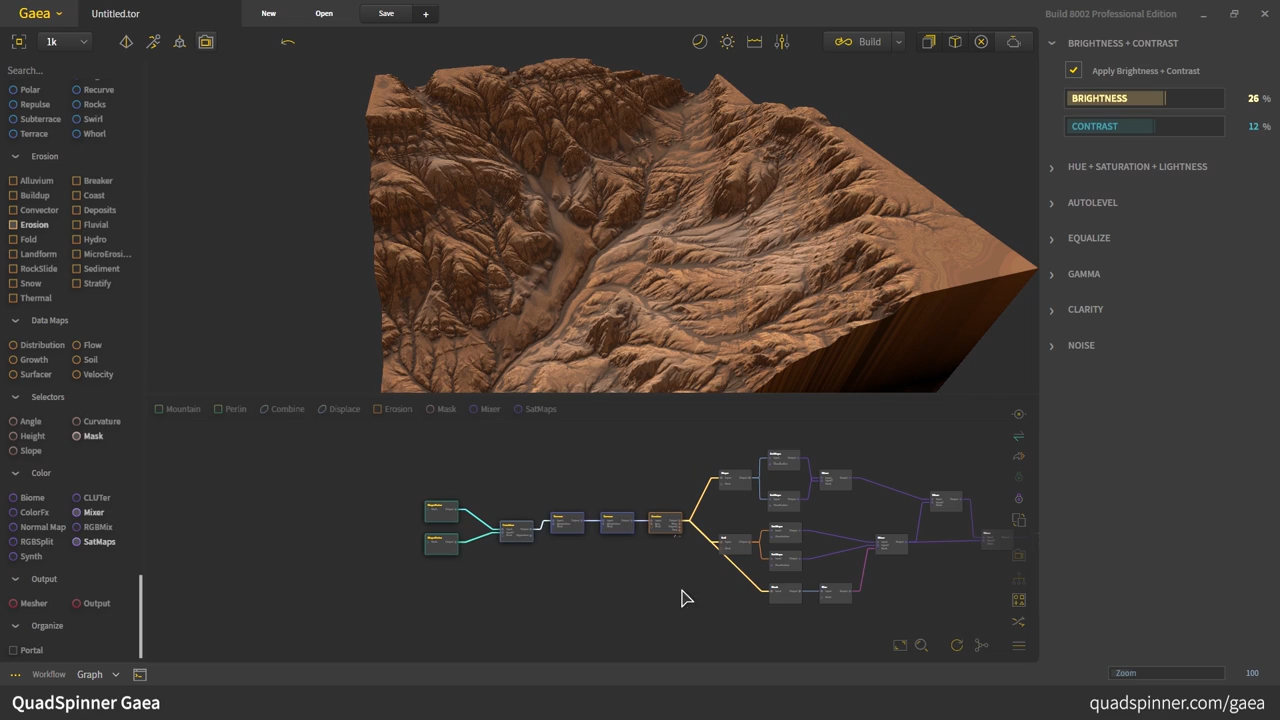 Gaea
Untitled.tor
New
Open
Save
+
Build 8002 Professional Edition
1k
Build
Search...
Polar
Recurve
Repulse
Rocks
Subterrace
Swirl
Terrace
Whorl
Erosion
Alluvium
Breaker
Buildup
Coast
Convector
Deposits
Erosion
Fluvial
Fold
Hydro
Landform
MicroErosi...
RockSlide
Sediment
Snow
Stratify
Thermal
Data Maps
Distribution
Flow
Growth
Soil
Surfacer
Velocity
Selectors
Angle
Curvature
Height
Mask
Slope
Color
Biome
CLUTer
ColorFx
Mixer
Normal Map
RGBMix
RGBSplit
SatMaps
Synth
Output
Mesher
Output
Organize
Portal
BRIGHTNESS + CONTRAST
Apply Brightness + Contrast
BRIGHTNESS
26 %
CONTRAST
12 %
HUE + SATURATION + LIGHTNESS
AUTOLEVEL
EQUALIZE
GAMMA
CLARITY
NOISE
Mountain
Perlin
Combine
Displace
Erosion
Mask
Mixer
SatMaps
Workflow
Graph
Zoom
100
QuadSpinner Gaea
quadspinner.com/gaea